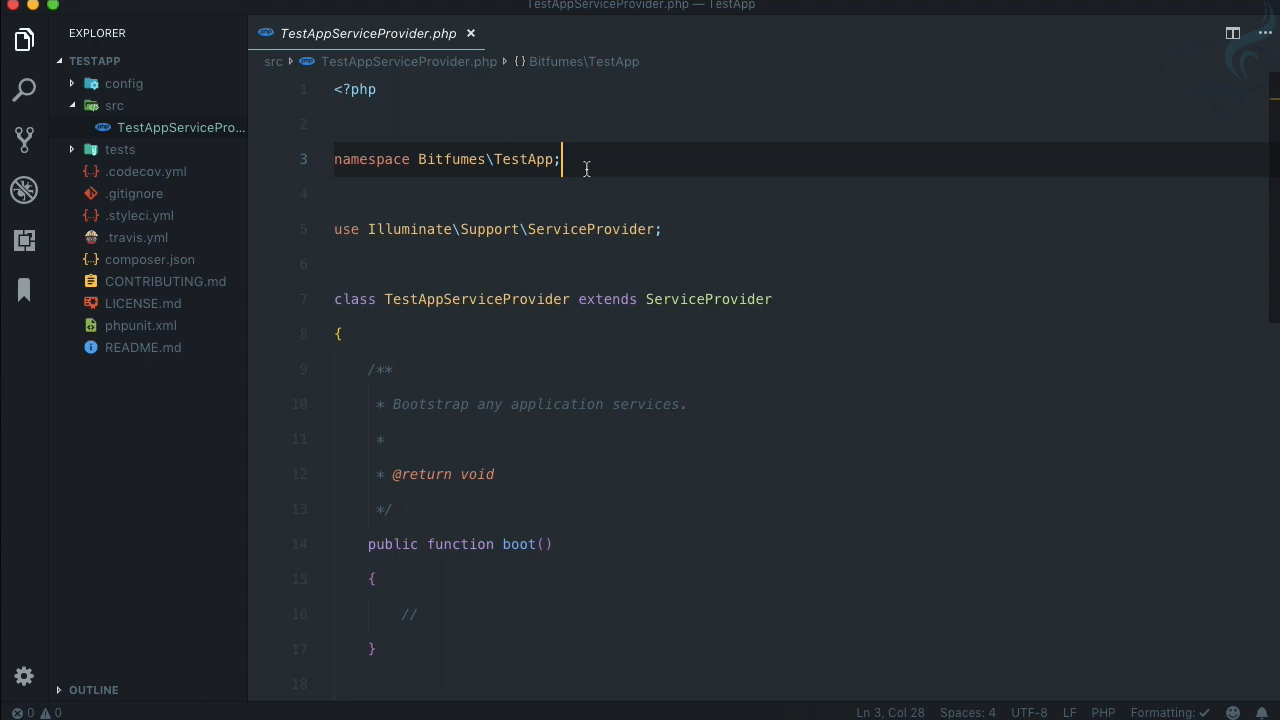 TestAppServiceProvider.php — TestApp
EXPLORER
TESTAPP
config
src
TestAppServicePro...
tests
.codecov.yml
.gitignore
.styleci.yml
.travis.yml
composer.json
CONTRIBUTING.md
LICENSE.md
phpunit.xml
README.md
OUTLINE
TestAppServiceProvider.php ×
src TestAppServiceProvider.php {} Bitfumes\TestApp
1 <?php
2
3 namespace Bitfumes\TestApp;
4
5 use Illuminate\Support\ServiceProvider;
6
7 class TestAppServiceProvider extends ServiceProvider
8 {
9 /**
10 * Bootstrap any application services.
11 *
12 * @return void
13 */
14 public function boot()
15 {
16 //
17 }
18
0 0 Ln 3, Col 28 Spaces: 4 UTF-8 LF PHP Formatting: ✓